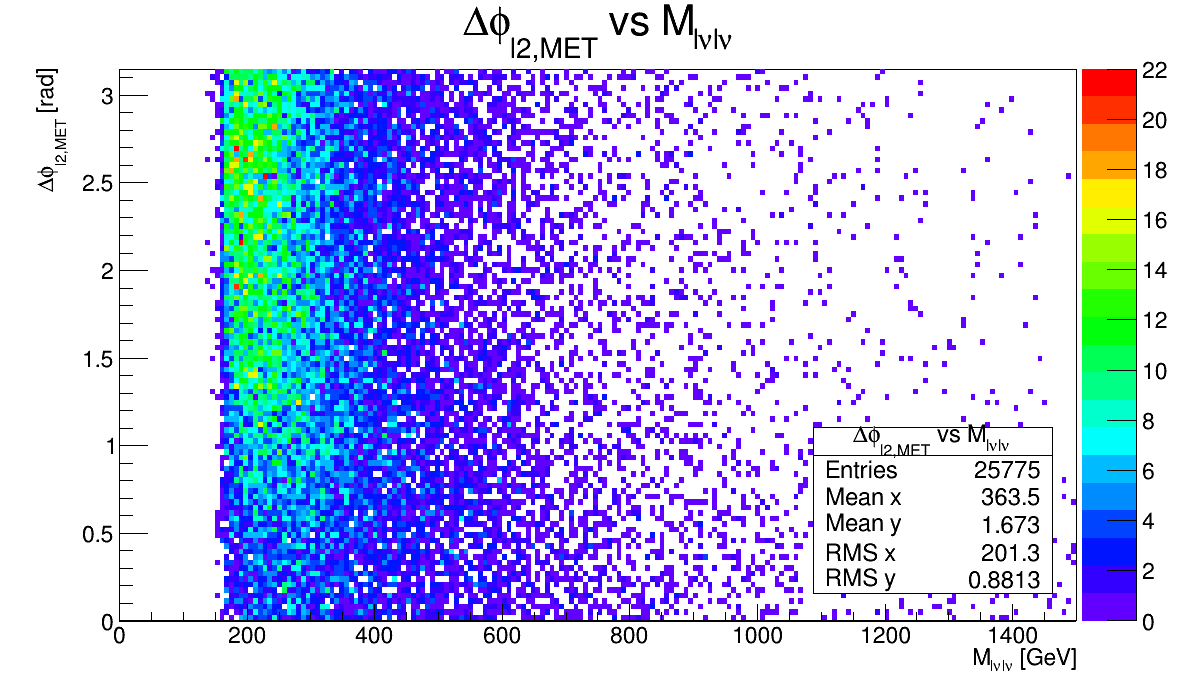 Δϕl2,MET vs Mlνlν
Δϕl2,MET [rad]
3
2.5
2
1.5
1
0.5
0
0 200 400 600 800 1000 1200 1400
Mlνlν [GeV]
22
20
18
16
14
12
10
8
6
4
2
0
Δϕl2,MET vs Mlνlν
Entries 25775
Mean x 363.5
Mean y 1.673
RMS x 201.3
RMS y 0.8813